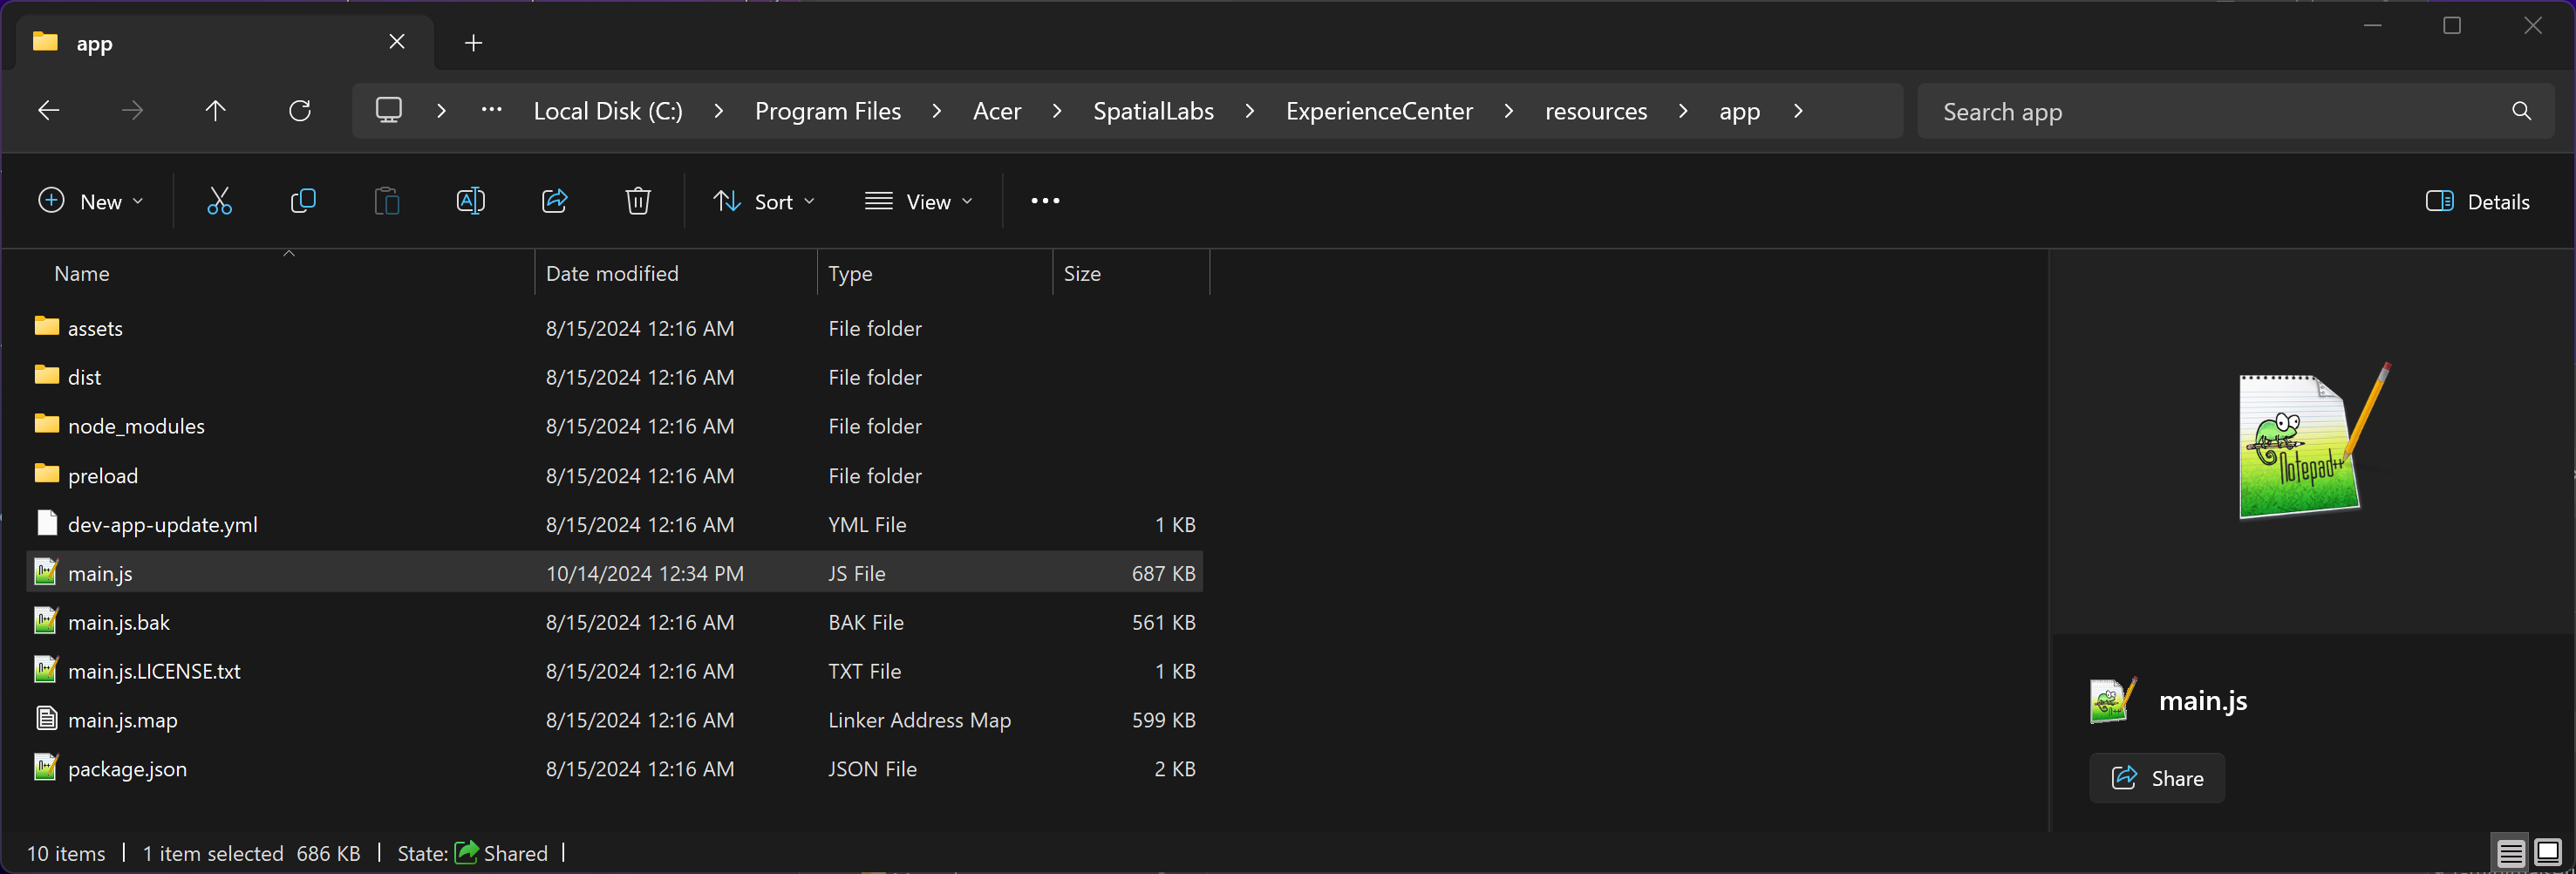 app
Local Disk (C:) Program Files Acer SpatialLabs ExperienceCenter resources app Search app
New Sort View Details
Name Date modified Type Size
assets 8/15/2024 12:16 AM File folder
dist 8/15/2024 12:16 AM File folder
node_modules 8/15/2024 12:16 AM File folder
preload 8/15/2024 12:16 AM File folder
dev-app-update.yml 8/15/2024 12:16 AM YML File 1 KB
main.js 10/14/2024 12:34 PM JS File 687 KB
main.js.bak 8/15/2024 12:16 AM BAK File 561 KB
main.js.LICENSE.txt 8/15/2024 12:16 AM TXT File 1 KB
main.js.map 8/15/2024 12:16 AM Linker Address Map 599 KB
package.json 8/15/2024 12:16 AM JSON File 2 KB
Notepad++
main.js
Share
10 items 1 item selected 686 KB State: Shared